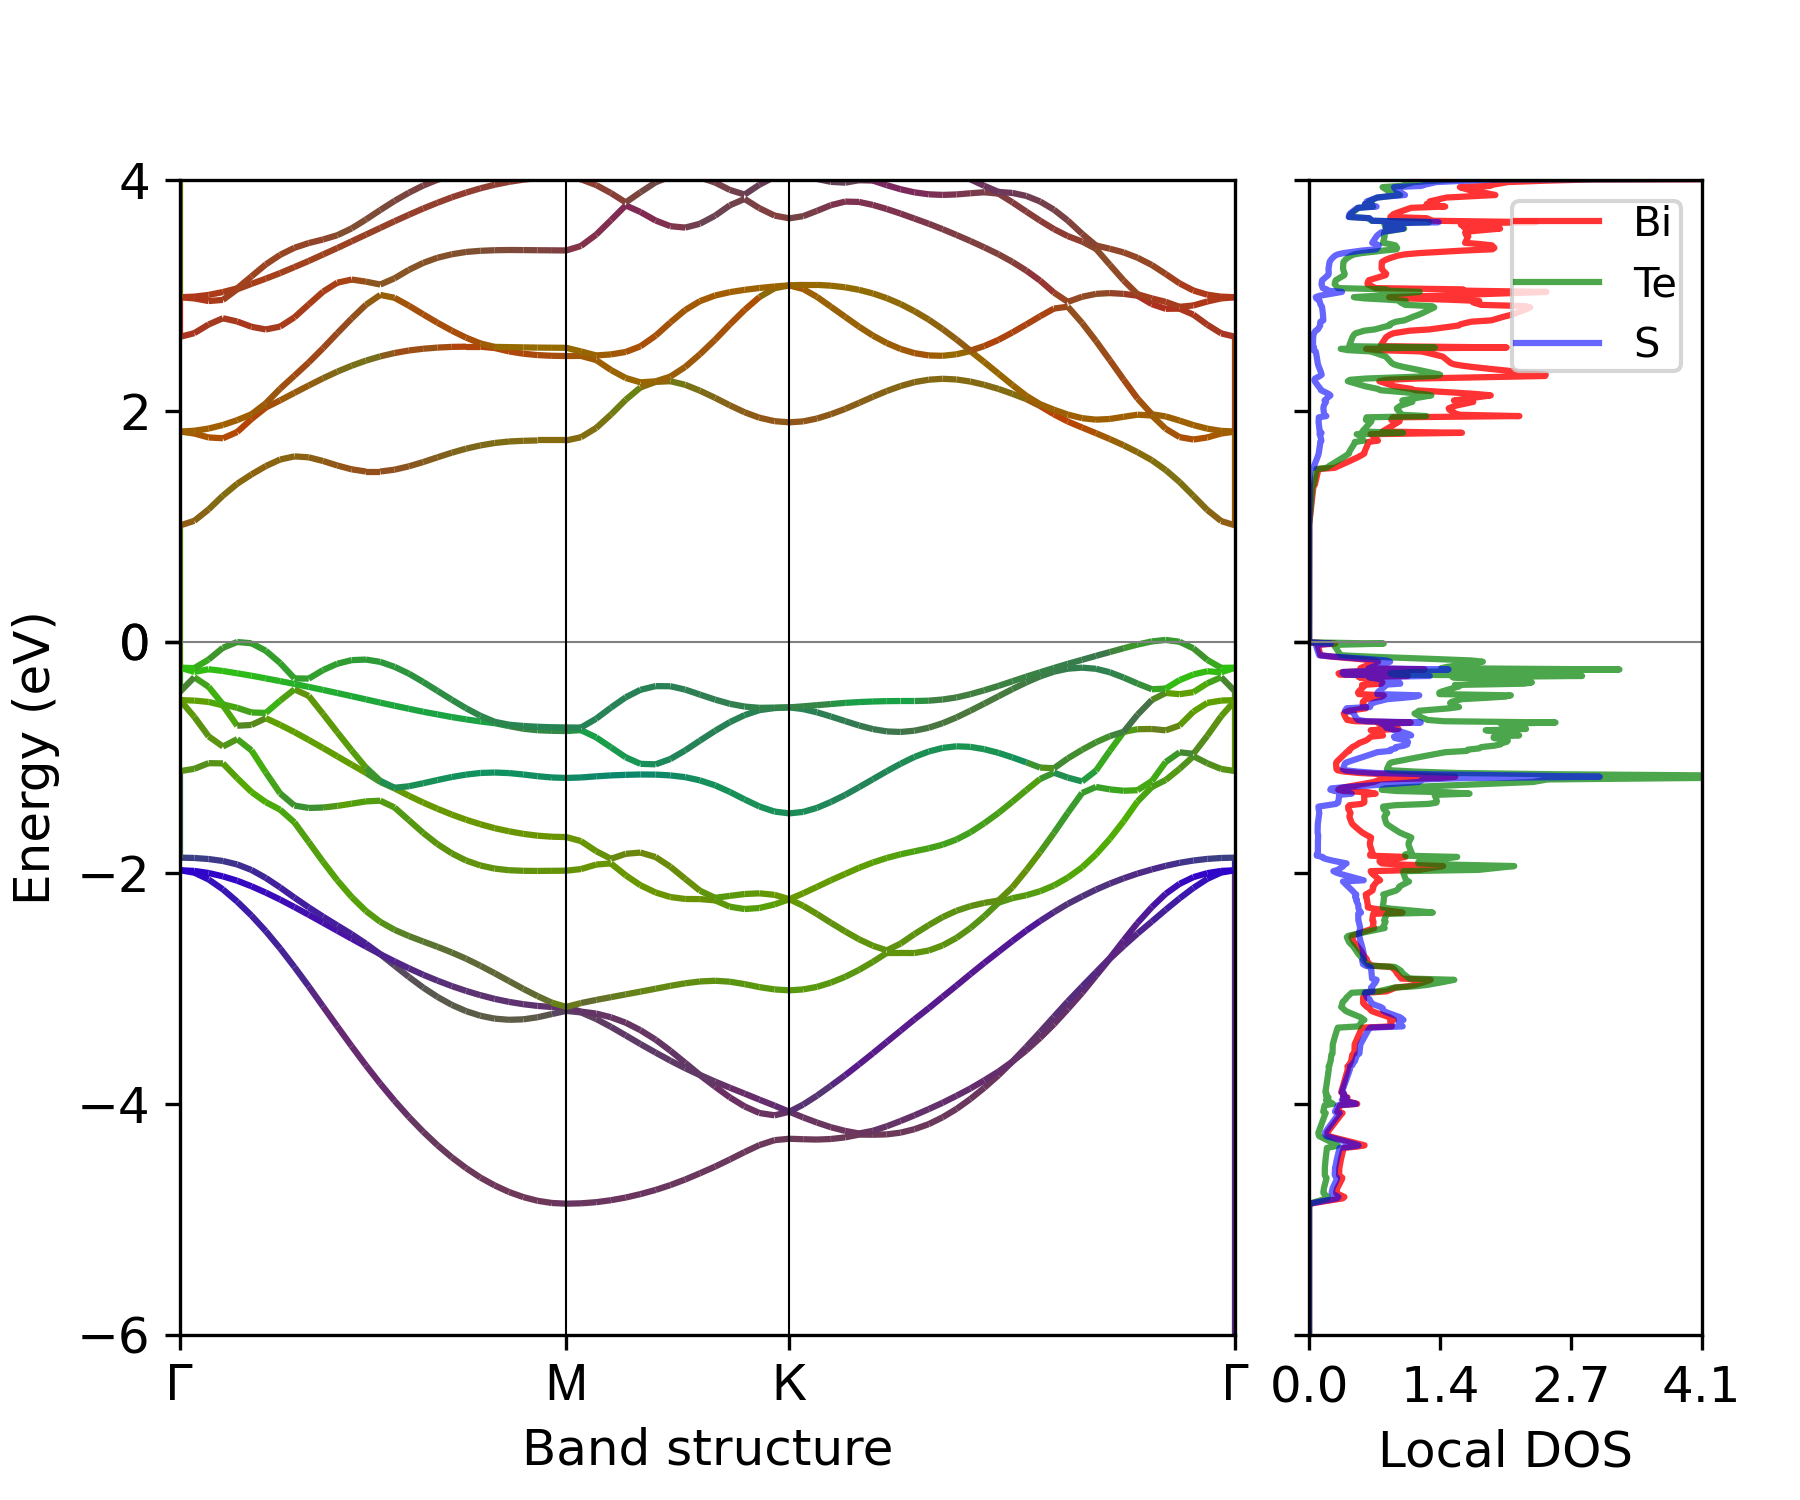 4
2
0
−2
−4
−6
Energy (eV)
Γ M K Γ
Band structure
Bi
Te
S
0.0 1.4 2.7 4.1
Local DOS